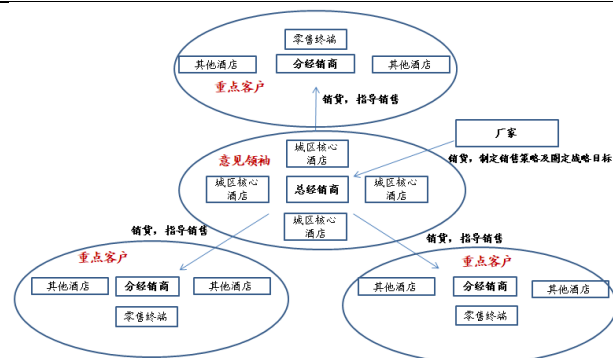 零售终端
其他酒店
分经销商
其他酒店
重点客户
销货，指导销售
厂家
城区核心
酒店
意见领袖
销货，制定销售策略及圈定战略目标
城区核心
酒店
总经销商
城区核心
酒店
城区核心
酒店
销货，指导销售
销货，指导销售
重点客户
其他酒店
分经销商
其他酒店
零售终端
重点客户
其他酒店
分经销商
其他酒店
零售终端